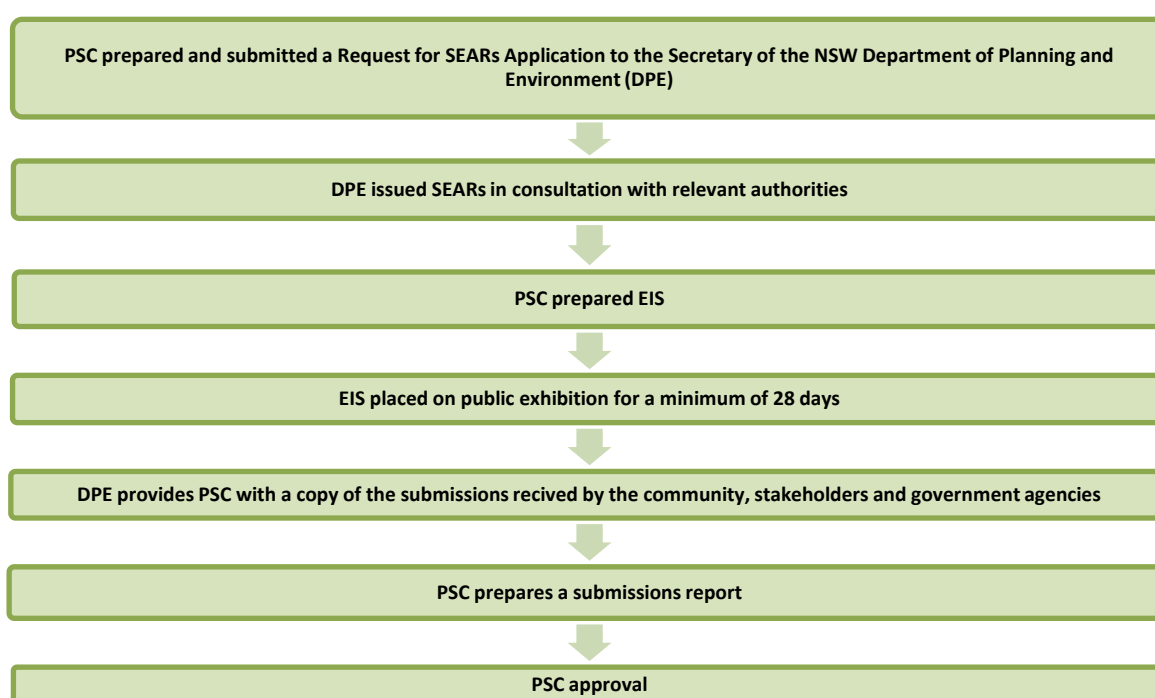 PSC prepared and submitted a Request for SEARs Application to the Secretary of the NSW Department of Planning and
Environment (DPE)
DPE issued SEARs in consultation with relevant authorities
PSC prepared EIS
EIS placed on public exhibition for a minimum of 28 days
DPE provides PSC with a copy of the submissions recived by the community, stakeholders and government agencies
PSC prepares a submissions report
PSC approval